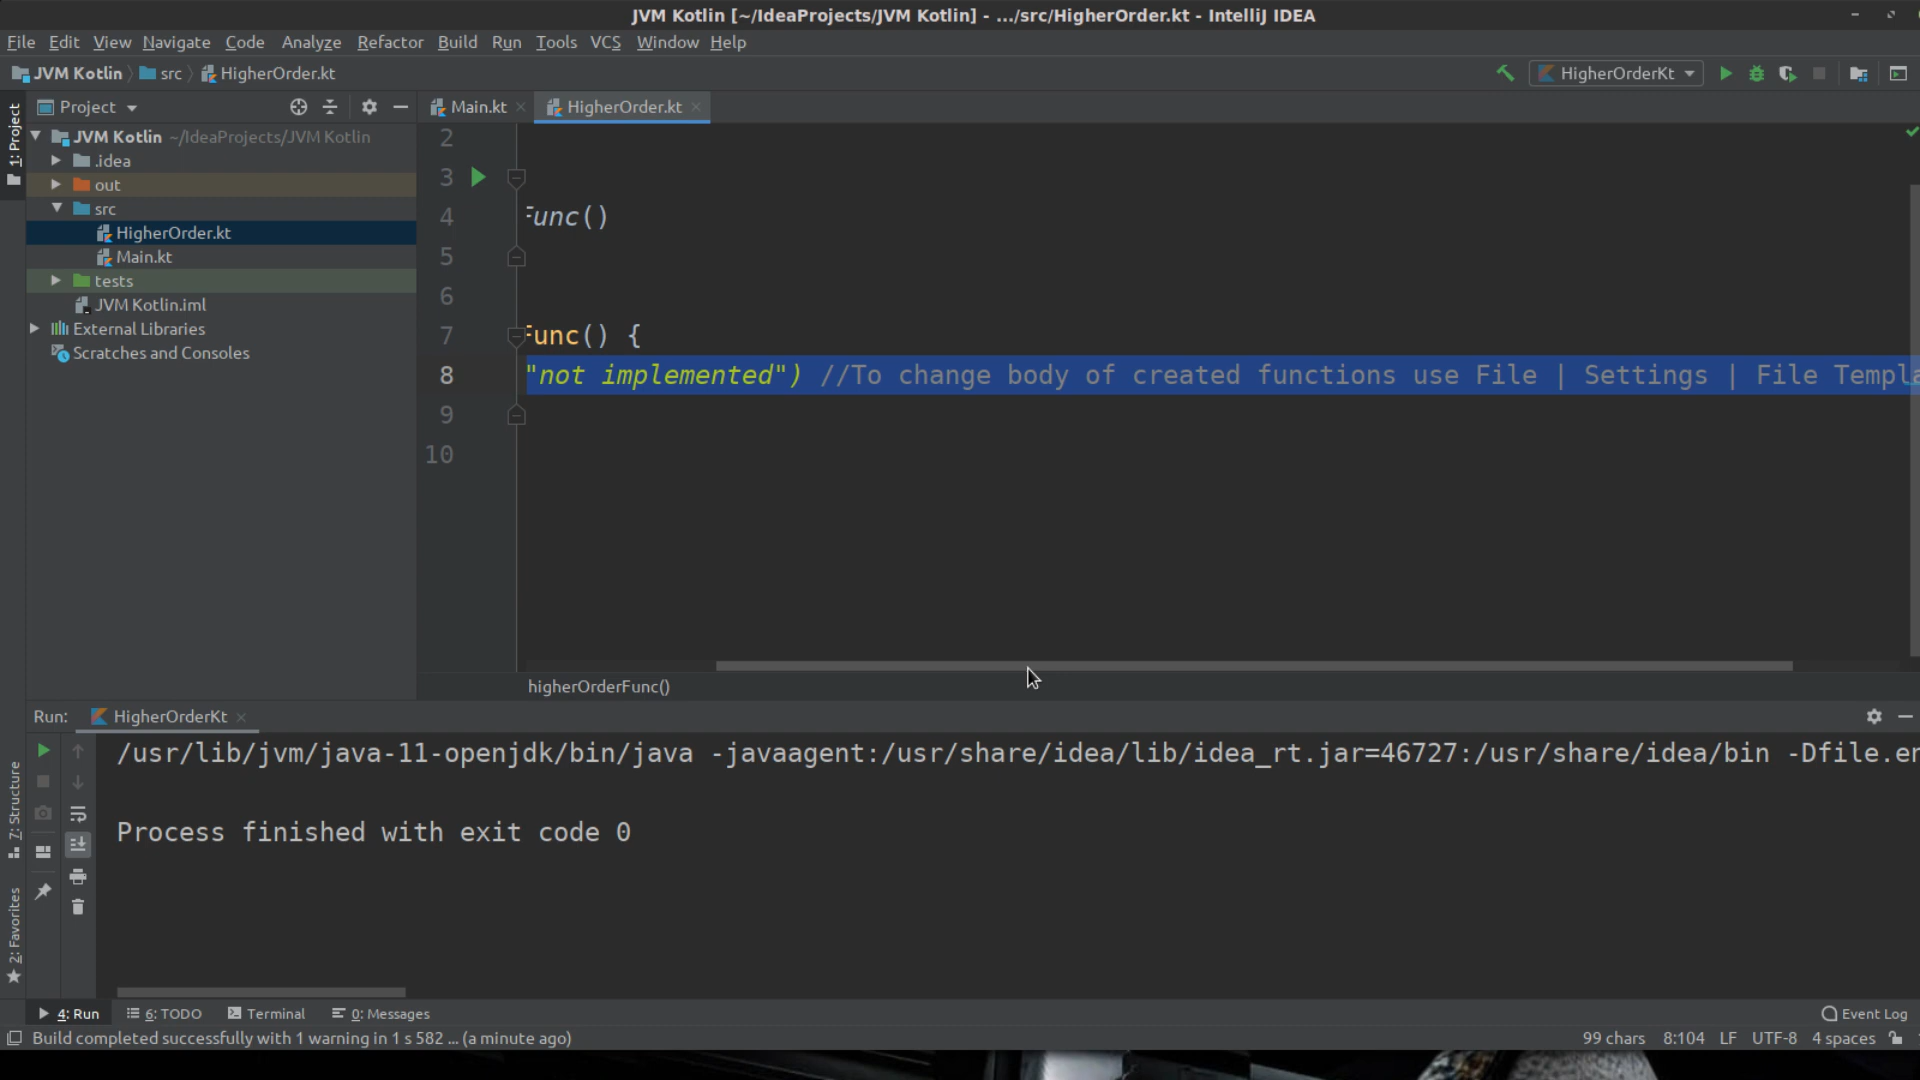 JVM Kotlin [~/IdeaProjects/JVM Kotlin] - .../src/HigherOrder.kt - IntelliJ IDEA
File Edit View Navigate Code Analyze Refactor Build Run Tools VCS Window Help
JVM Kotlin src HigherOrder.kt HigherOrderKt
1: Project
Project
Main.kt HigherOrder.kt
JVM Kotlin ~/IdeaProjects/JVM Kotlin
.idea
out
src
HigherOrder.kt
Main.kt
tests
JVM Kotlin.iml
External Libraries
Scratches and Consoles
2
3
4 Func()
5
6
7 Func() {
8 "not implemented") //To change body of created functions use File | Settings | File Templa
9
10
higherOrderFunc()
Run: HigherOrderKt
/usr/lib/jvm/java-11-openjdk/bin/java -javaagent:/usr/share/idea/lib/idea_rt.jar=46727:/usr/share/idea/bin -Dfile.en
Process finished with exit code 0
7: Structure
2: Favorites
4: Run 6: TODO Terminal 0: Messages Event Log
Build completed successfully with 1 warning in 1 s 582 ... (a minute ago) 99 chars 8:104 LF UTF-8 4 spaces